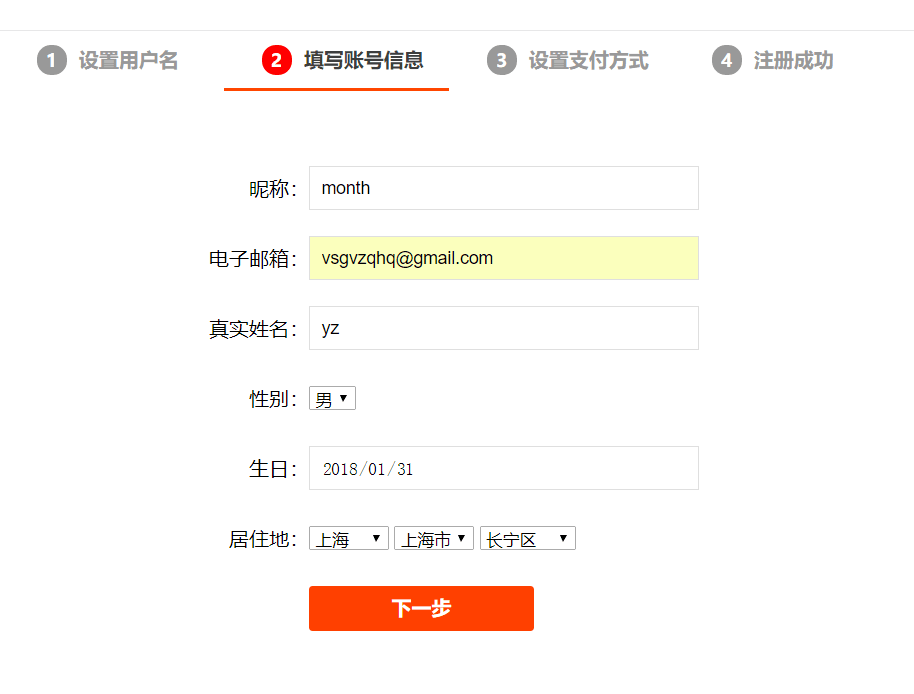 1 设置用户名 2 填写账号信息 3 设置支付方式 4 注册成功
昵称： month
电子邮箱： vsgvzqhq@gmail.com
真实姓名： yz
性别： 男
生日： 2018/01/31
居住地： 上海 上海市 长宁区
下一步